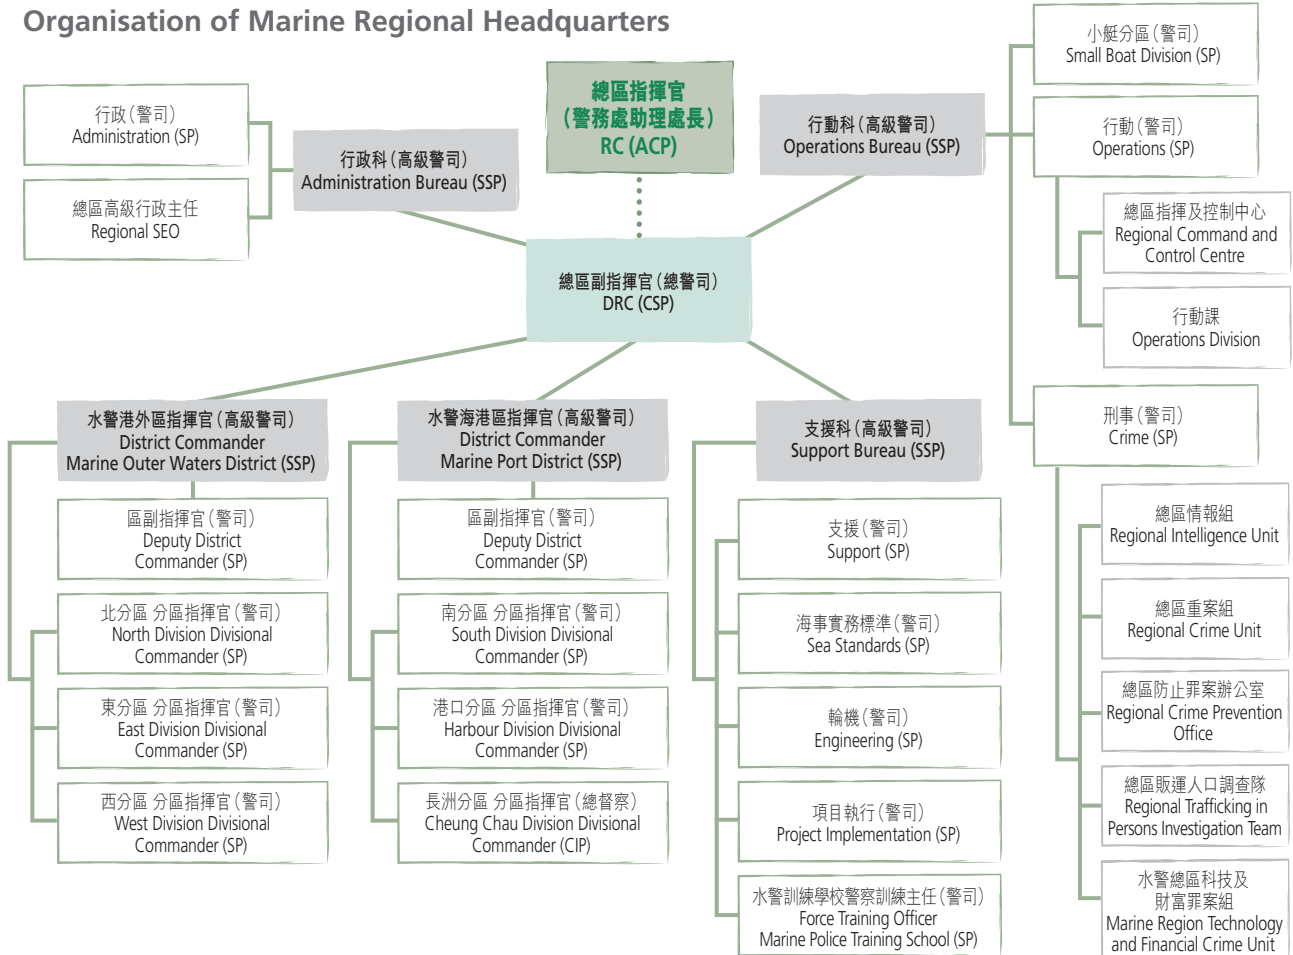 Organisation of Marine Regional Headquarters
總區指揮官
(警務處助理處長)
RC (ACP)
總區副指揮官(總警司)
DRC (CSP)
行政科(高級警司)
Administration Bureau (SSP)
行政(警司)
Administration (SP)
總區高級行政主任
Regional SEO
行動科(高級警司)
Operations Bureau (SSP)
小艇分區(警司)
Small Boat Division (SP)
行動(警司)
Operations (SP)
總區指揮及控制中心
Regional Command and
Control Centre
行動課
Operations Division
刑事(警司)
Crime (SP)
總區情報組
Regional Intelligence Unit
總區重案組
Regional Crime Unit
總區防止罪案辦公室
Regional Crime Prevention
Office
總區販運人口調查隊
Regional Trafficking in
Persons Investigation Team
水警總區科技及
財富罪案組
Marine Region Technology
and Financial Crime Unit
水警港外區指揮官(高級警司)
District Commander
Marine Outer Waters District (SSP)
區副指揮官(警司)
Deputy District
Commander (SP)
北分區 分區指揮官(警司)
North Division Divisional
Commander (SP)
東分區 分區指揮官(警司)
East Division Divisional
Commander (SP)
西分區 分區指揮官(警司)
West Division Divisional
Commander (SP)
水警海港區指揮官(高級警司)
District Commander
Marine Port District (SSP)
區副指揮官(警司)
Deputy District
Commander (SP)
南分區 分區指揮官(警司)
South Division Divisional
Commander (SP)
港口分區 分區指揮官(警司)
Harbour Division Divisional
Commander (SP)
長洲分區 分區指揮官(總督察)
Cheung Chau Division Divisional
Commander (CIP)
支援科(高級警司)
Support Bureau (SSP)
支援(警司)
Support (SP)
海事實務標準(警司)
Sea Standards (SP)
輪機(警司)
Engineering (SP)
項目執行(警司)
Project Implementation (SP)
水警訓練學校警察訓練主任(警司)
Force Training Officer
Marine Police Training School (SP)